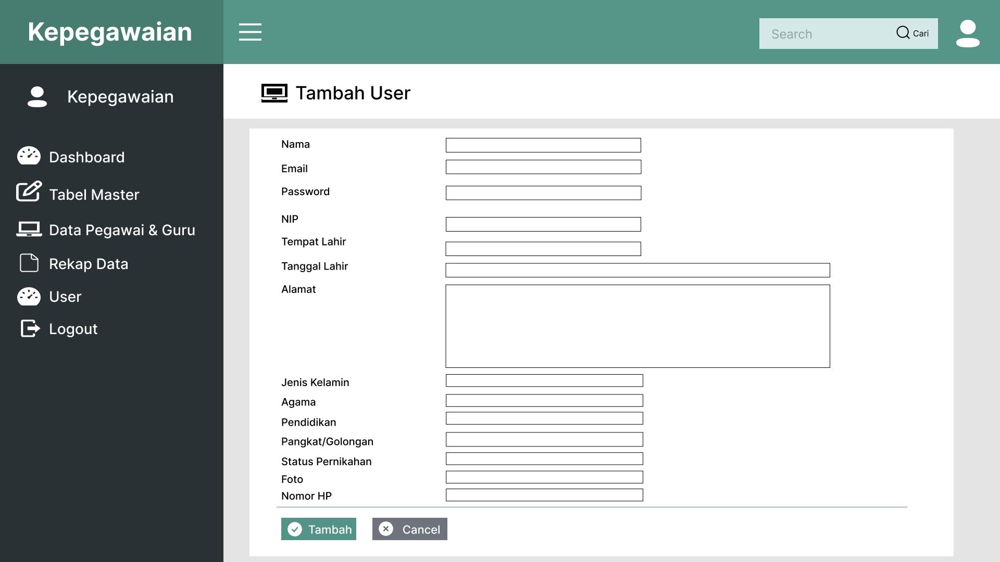 Kepegawaian
Search
Cari
Kepegawaian
Dashboard
Tabel Master
Data Pegawai & Guru
Rekap Data
User
Logout
Tambah User
Nama
Email
Password
NIP
Tempat Lahir
Tanggal Lahir
Alamat
Jenis Kelamin
Agama
Pendidikan
Pangkat/Golongan
Status Pernikahan
Foto
Nomor HP
Tambah
Cancel